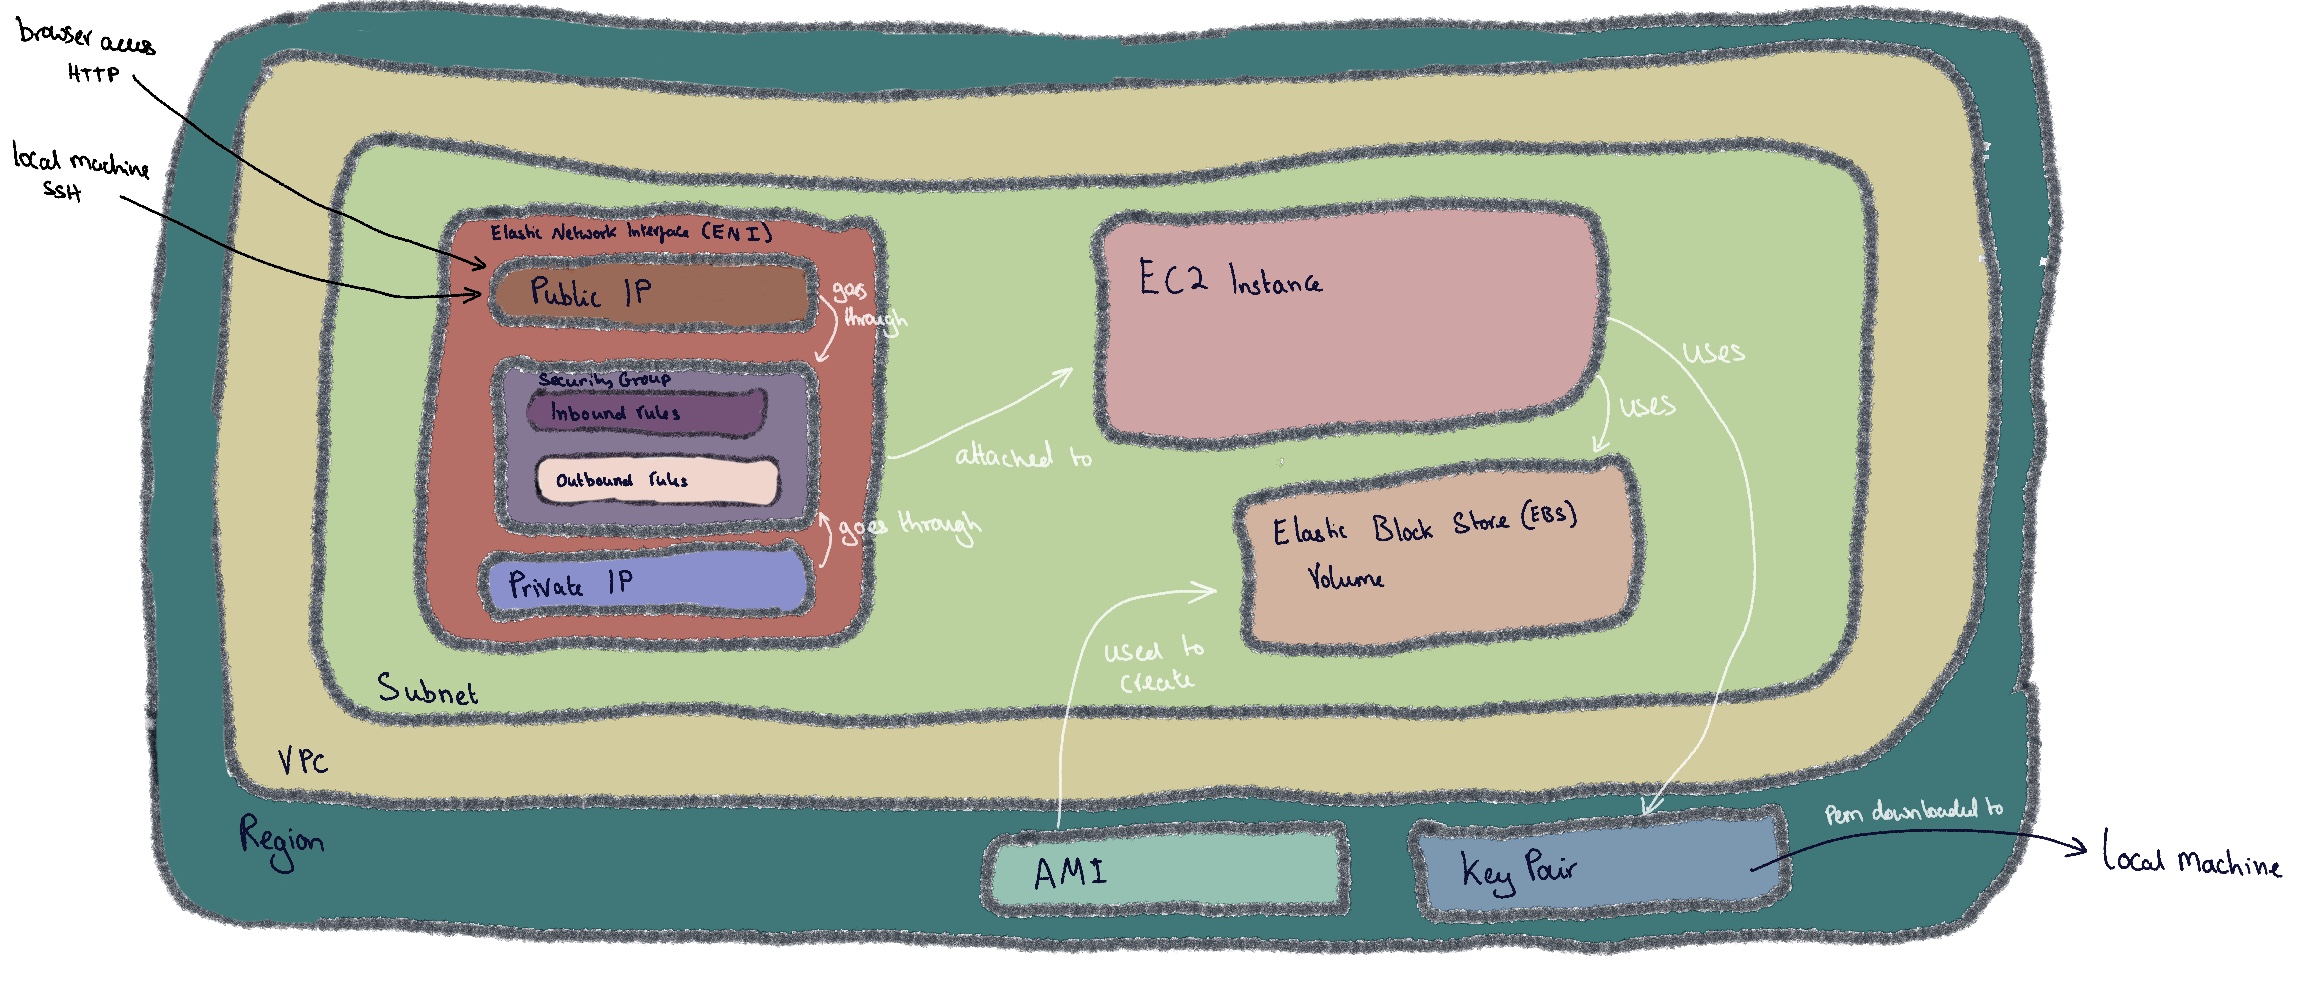 browser access
HTTP
local machine
SSH
Elastic Network Interface (ENI)
Public IP
goes
through
Security Group
Inbound rules
Outbound rules
goes through
Private IP
attached to
EC2 Instance
uses
uses
Elastic Block Store (EBS)
Volume
used to
create
Subnet
VPC
Region
AMI
Key Pair
Pem downloaded to
local machine